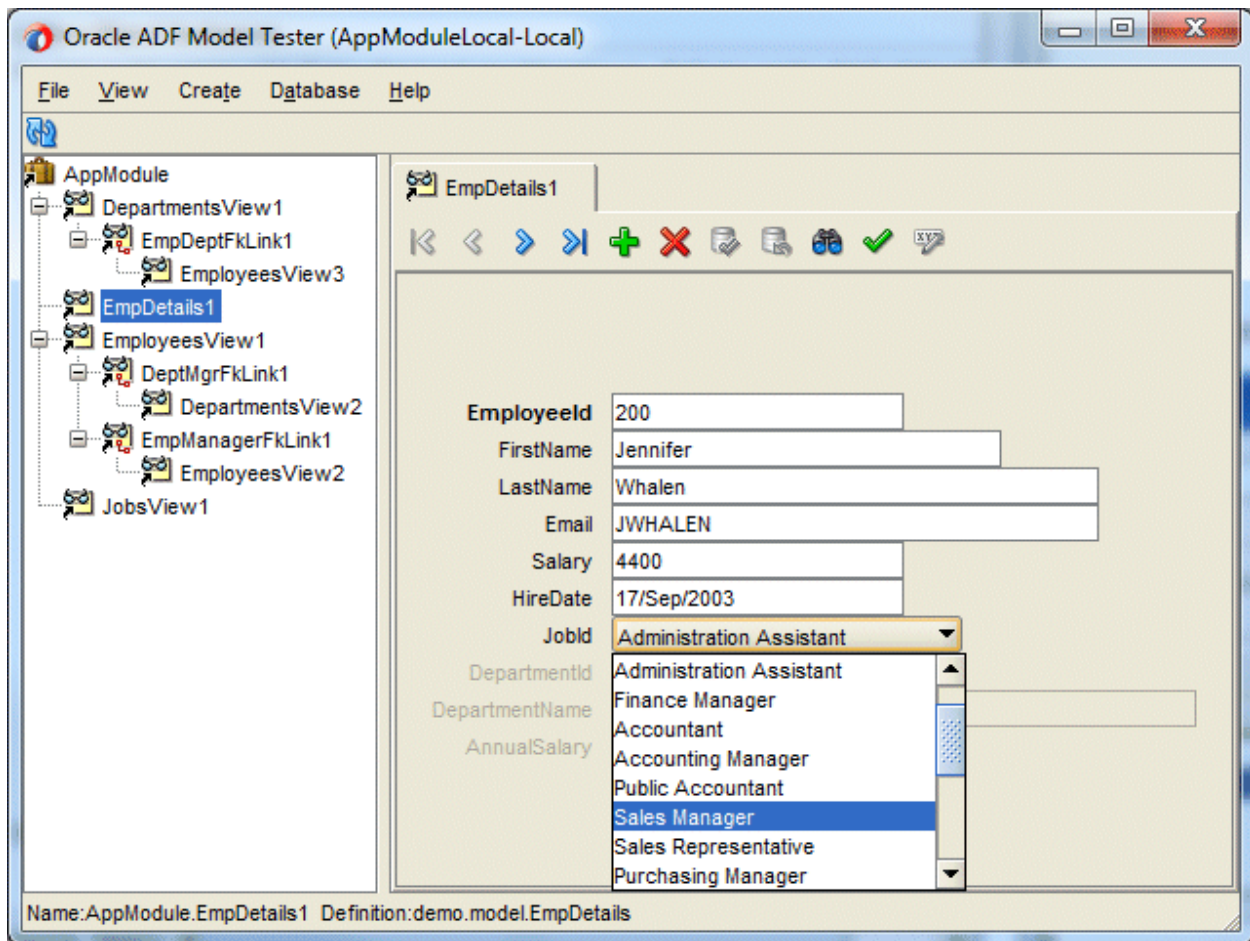 Oracle ADF Model Tester (AppModuleLocal-Local)
File View Create Database Help
AppModule
DepartmentsView1
EmpDeptFkLink1
EmployeesView3
EmpDetails1
EmployeesView1
DeptMgrFkLink1
DepartmentsView2
EmpManagerFkLink1
EmployeesView2
JobsView1
EmpDetails1
XYZ
EmployeeId 200
FirstName Jennifer
LastName Whalen
Email JWHALEN
Salary 4400
HireDate 17/Sep/2003
JobId Administration Assistant
DepartmentId
DepartmentName
AnnualSalary
Administration Assistant
Finance Manager
Accountant
Accounting Manager
Public Accountant
Sales Manager
Sales Representative
Purchasing Manager
Name:AppModule.EmpDetails1 Definition:demo.model.EmpDetails